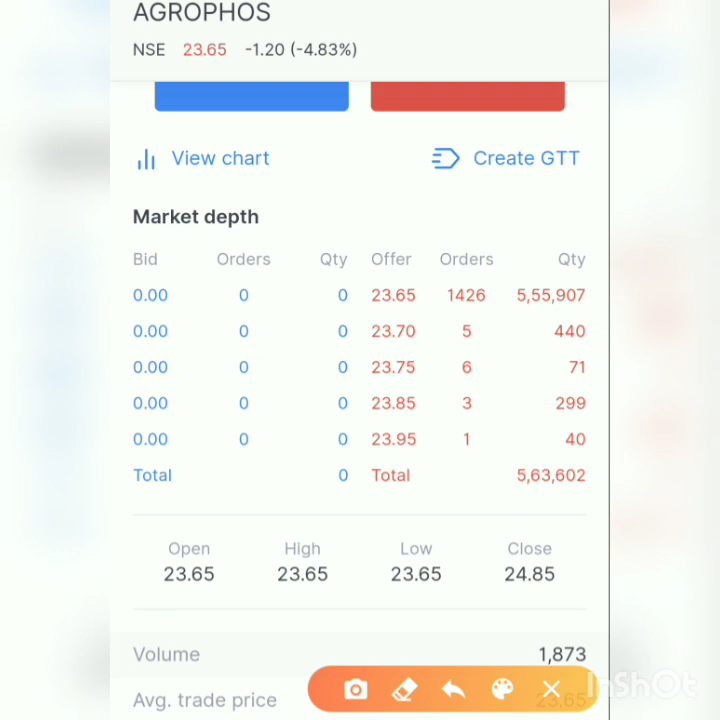 AGROPHOS
NSE 23.65 -1.20 (-4.83%)
View chart Create GTT
Market depth
Bid Orders Qty Offer Orders Qty
0.00 0 0 23.65 1426 5,55,907
0.00 0 0 23.70 5 440
0.00 0 0 23.75 6 71
0.00 0 0 23.85 3 299
0.00 0 0 23.95 1 40
Total 0 Total 5,63,602
Open High Low Close
23.65 23.65 23.65 24.85
Volume 1,873
Avg. trade price 23.65
InShOt